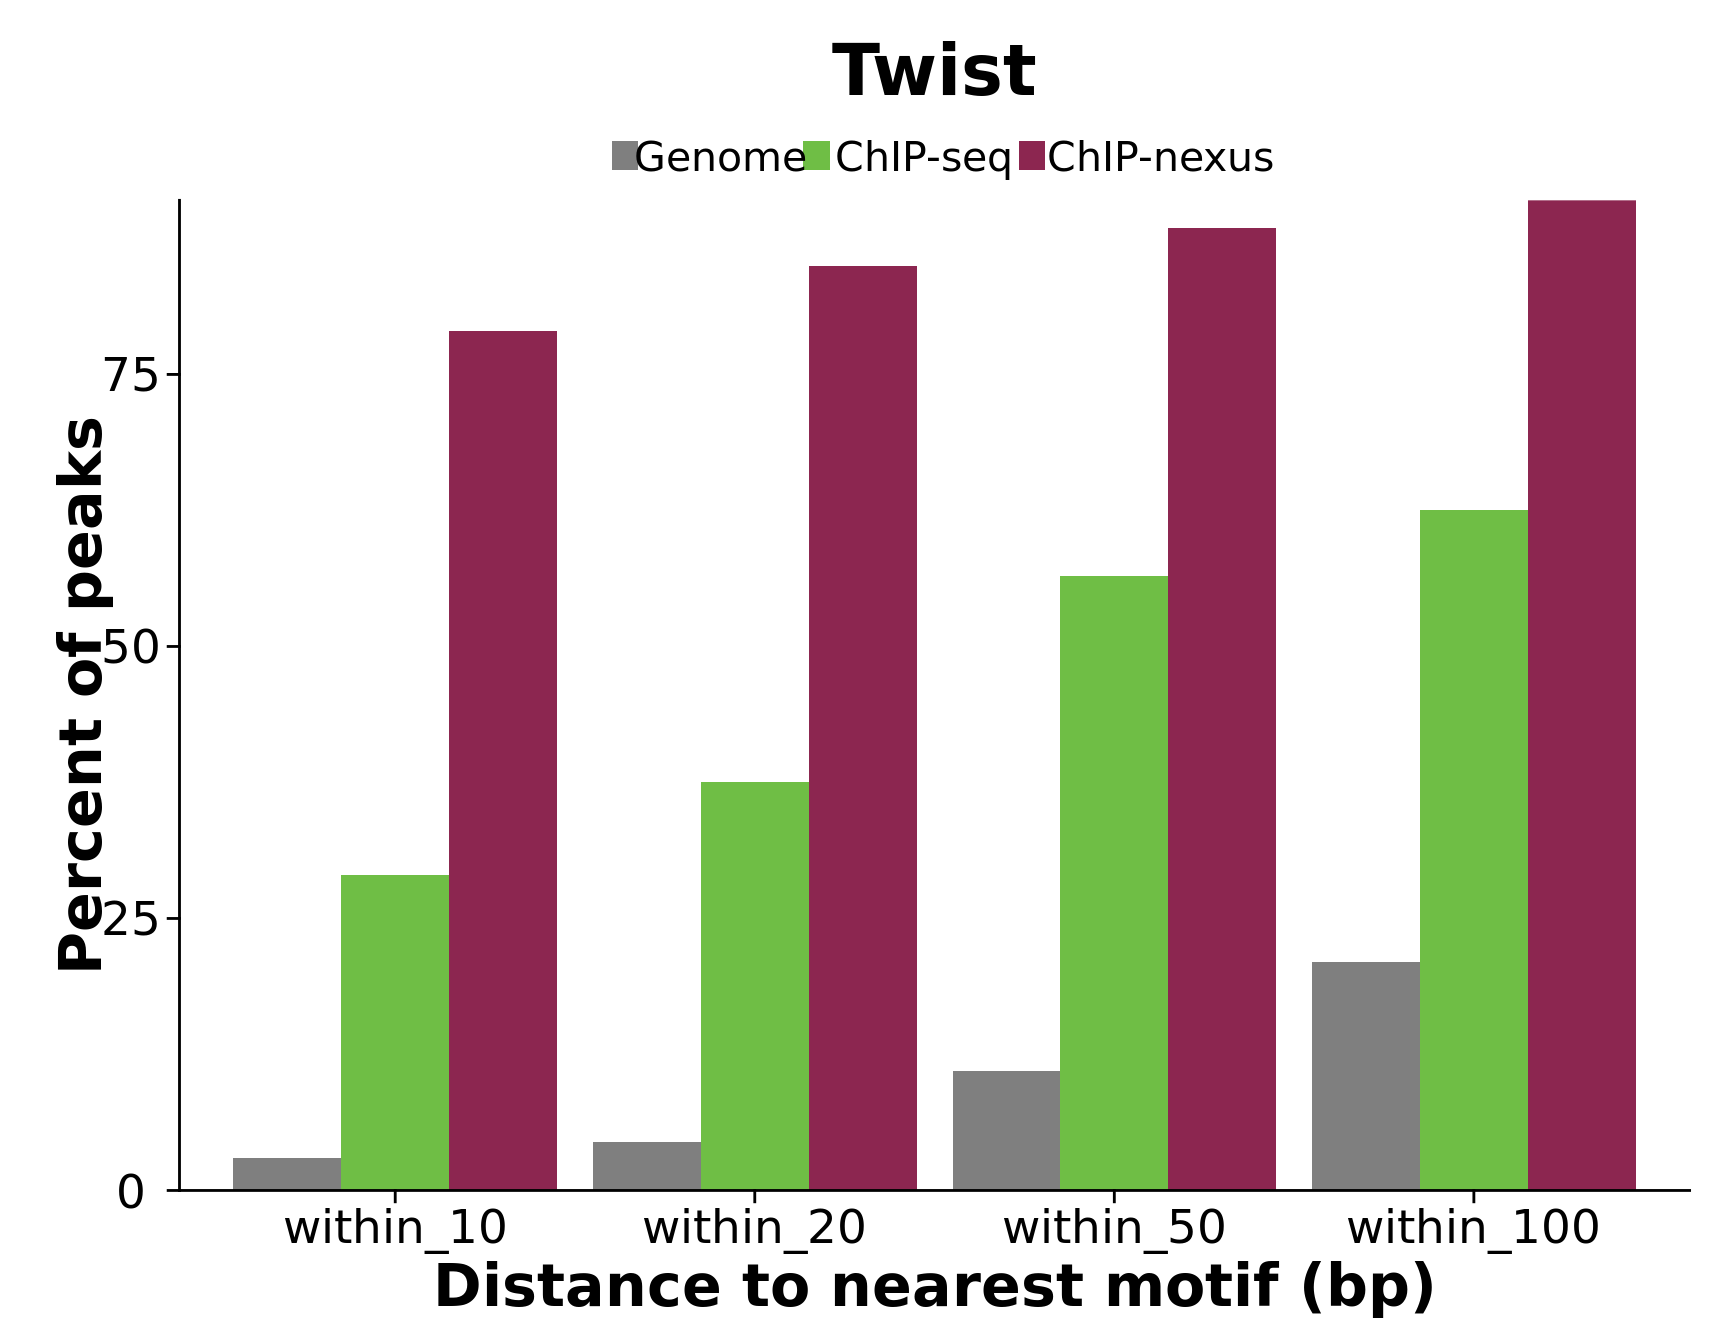 Twist
Genome ChIP-seq ChIP-nexus
Percent of peaks
75
50
25
0
within_10 within_20 within_50 within_100
Distance to nearest motif (bp)